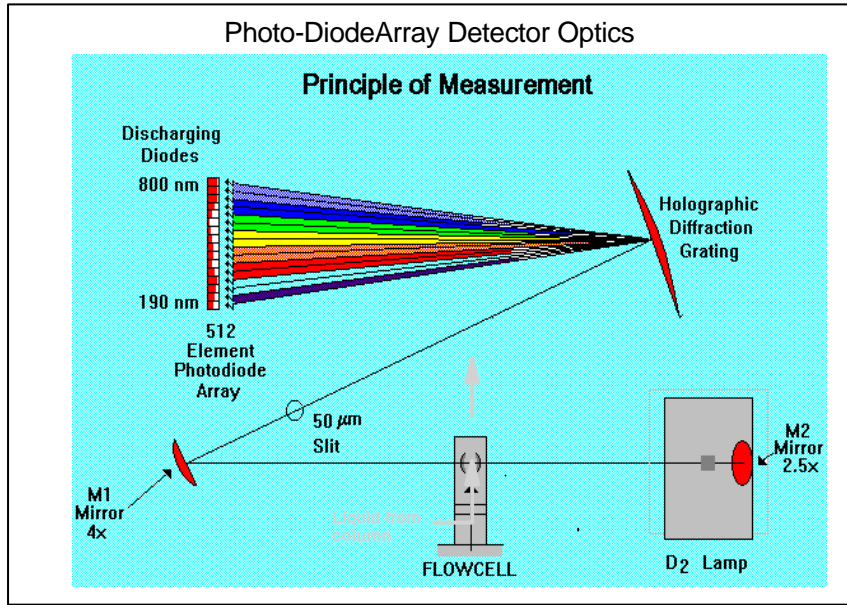 Photo-DiodeArray Detector Optics
Principle of Measurement
Discharging
Diodes
800 nm
190 nm
512
Element
Photodiode
Array
Holographic
Diffraction
Grating
50 μm
Slit
M1
Mirror
4x
Liquid from
column
FLOWCELL
M2
Mirror
2.5x
D2 Lamp